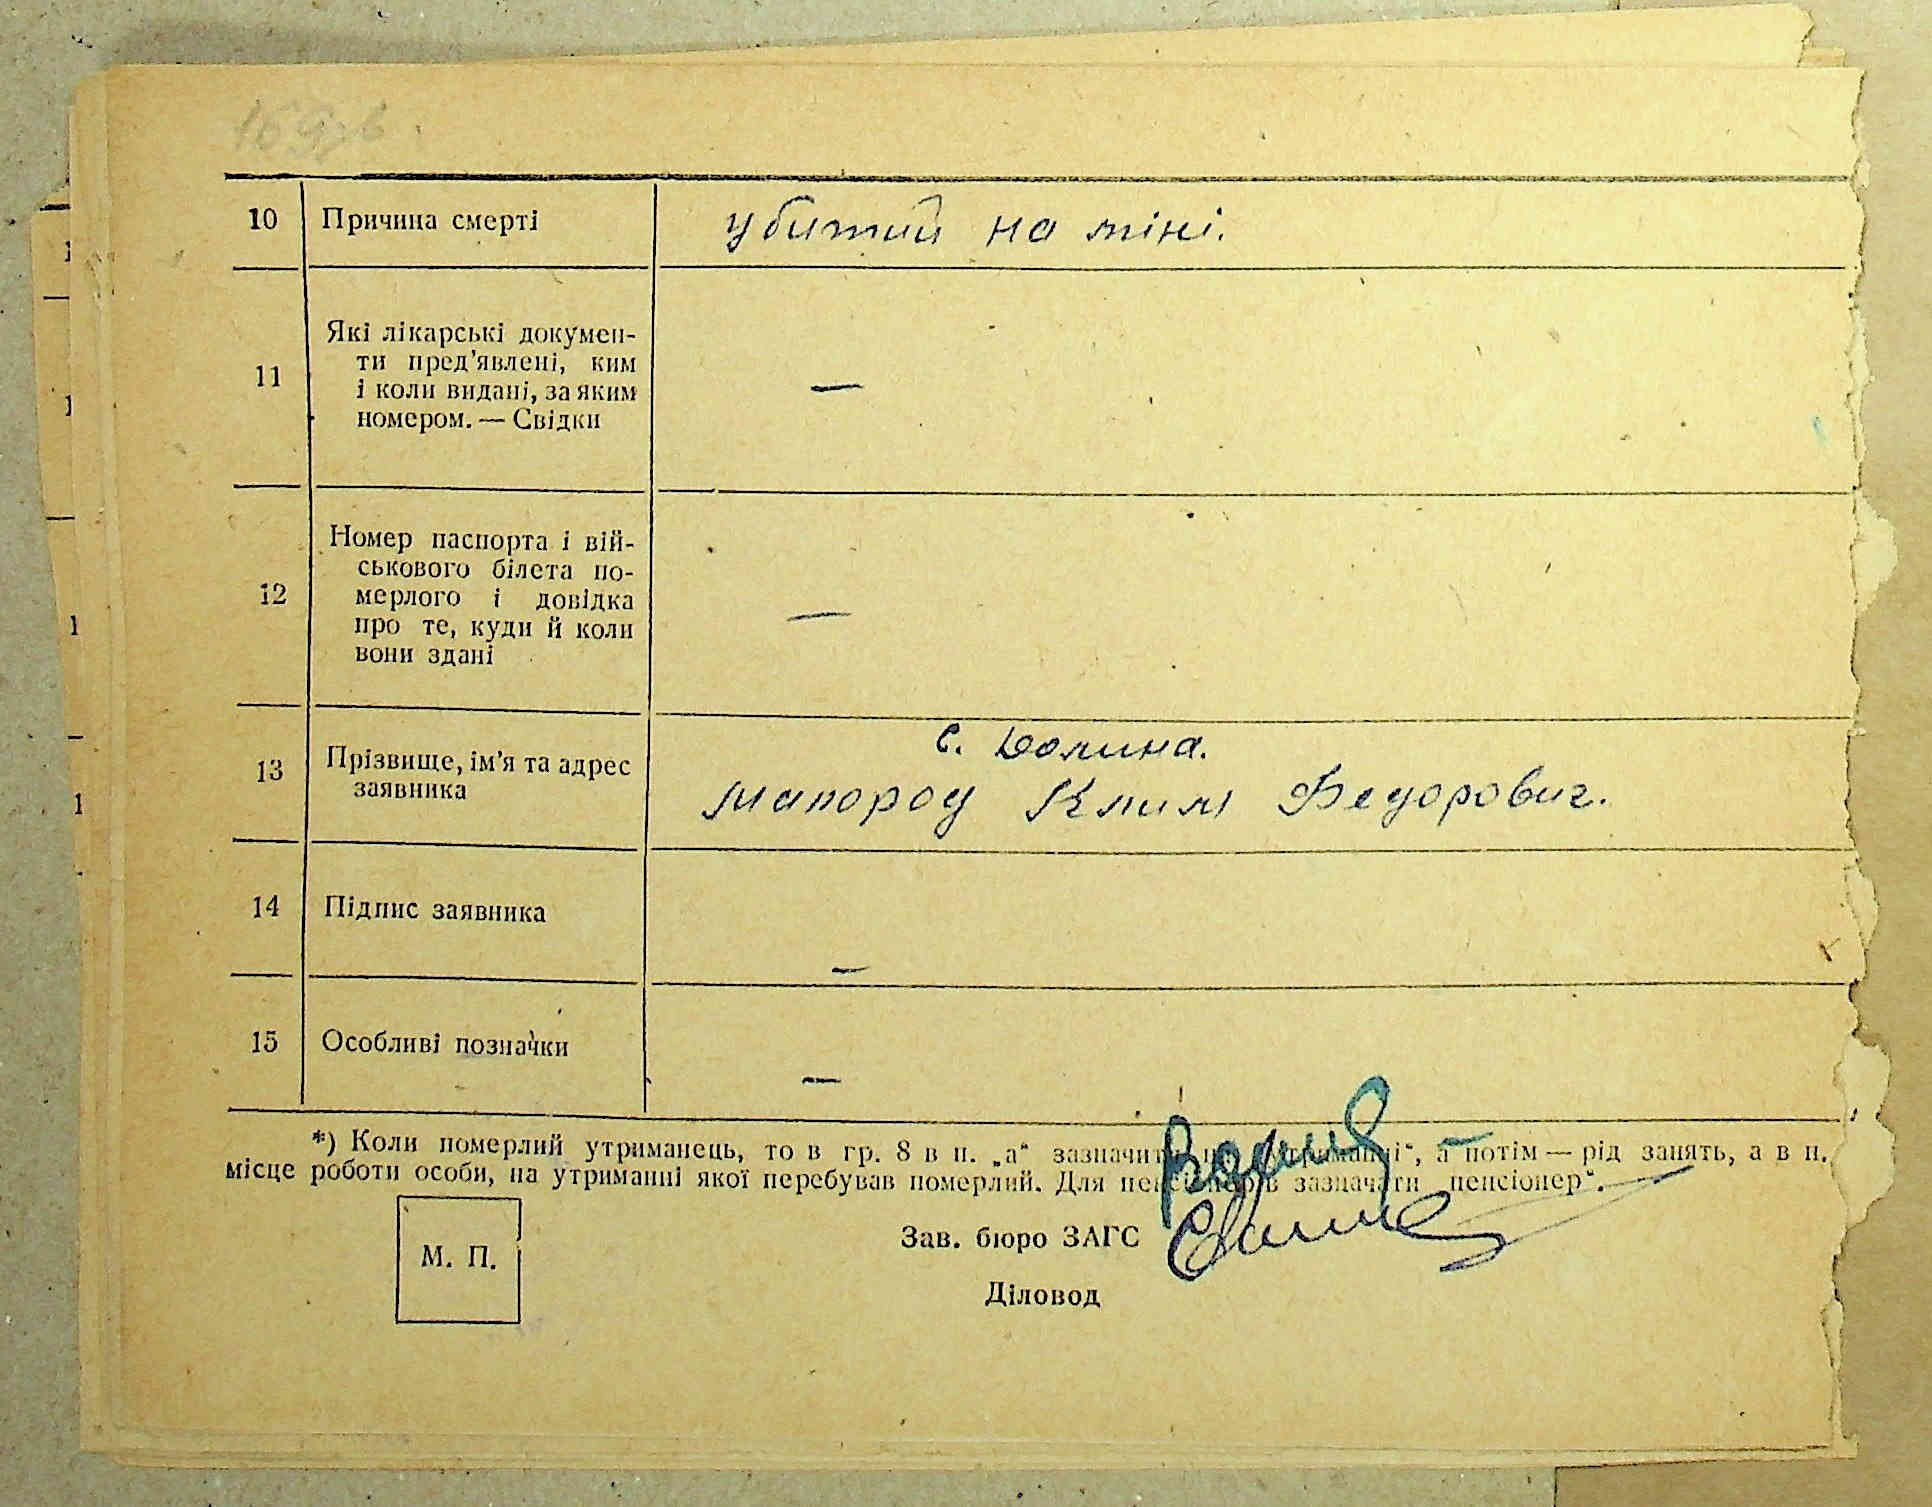 10 Причина смерті убитий на міні.
Які лікарські докумен-
ти пред'явлені, ким
11 і коли видані, за яким —
номером. — Свідки
Номер паспорта і вій-
ськового білета по-
12 мерлого і довідка —
про те, куди й коли
вони здані
с. Долина.
13 Прізвище, ім'я та адрес
заявника Макород Клим Федорович.
14 Підпис заявника —
15 Особливі позначки —
*) Коли померлий утриманець, то в гр. 8 в п. „а“ зазначити „на утриманні“, а потім — рід занять, а в п.
місце роботи особи, на утриманні якої перебував померлий. Для пенсіонерів зазначати „пенсіонер“.
Зав. бюро ЗАГС
М. П.
Діловод